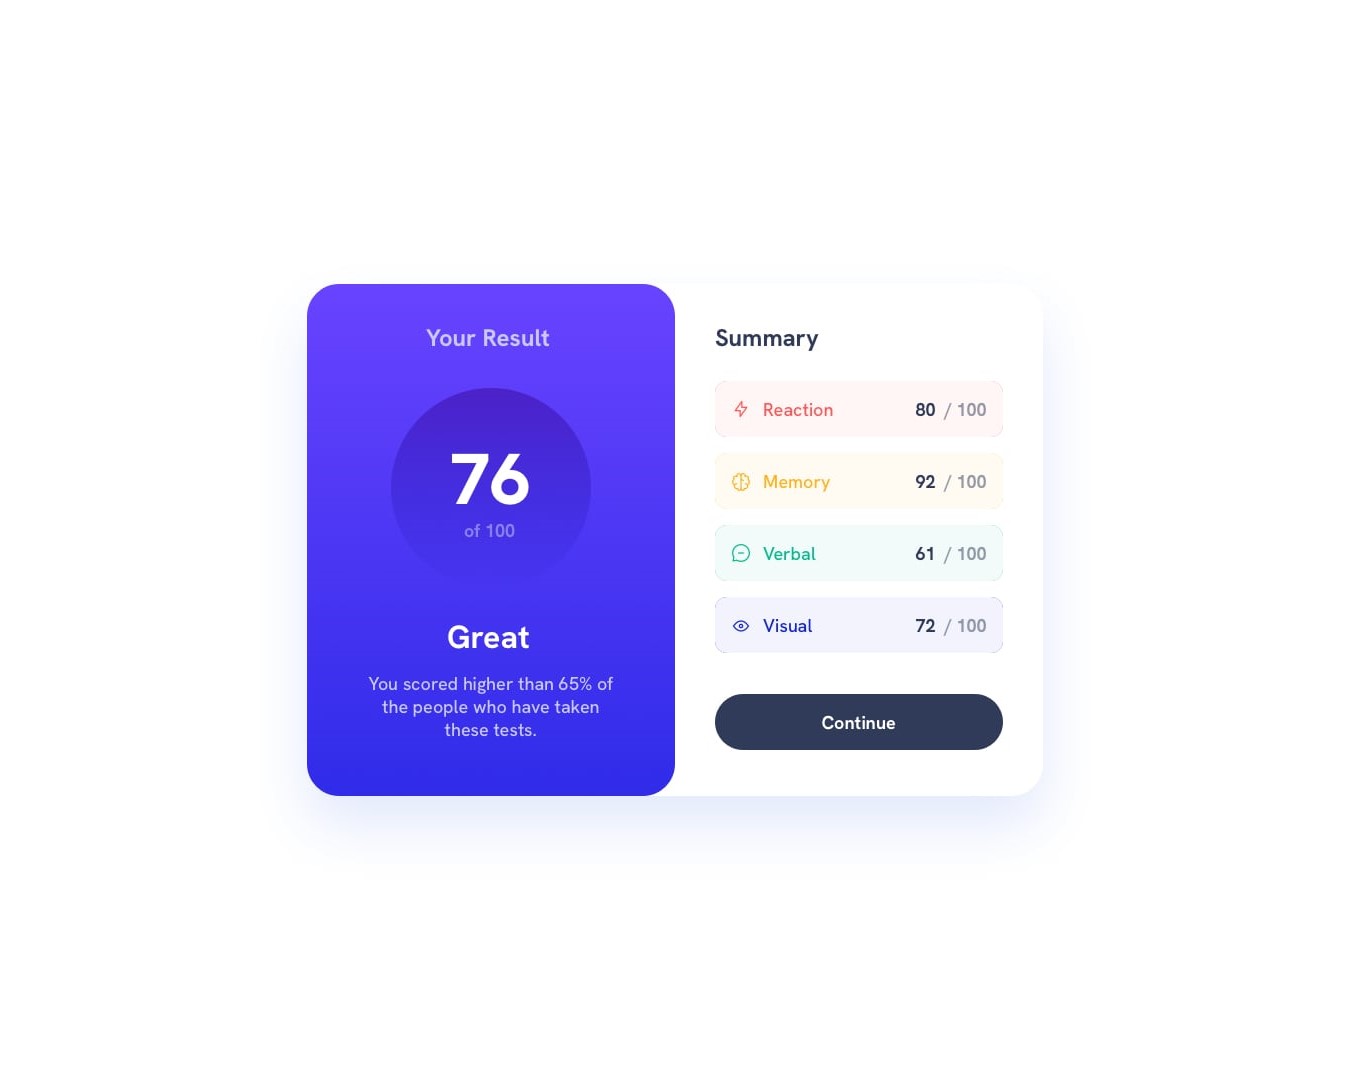 Your Result
76
of 100
Great
You scored higher than 65% of
the people who have taken
these tests.
Summary
Reaction 80 / 100
Memory 92 / 100
Verbal 61 / 100
Visual 72 / 100
Continue